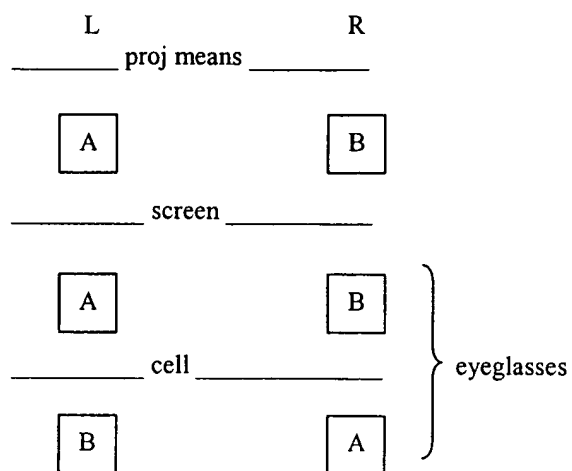 L R
proj means
A B
screen
A B
eyeglasses
cell
B A